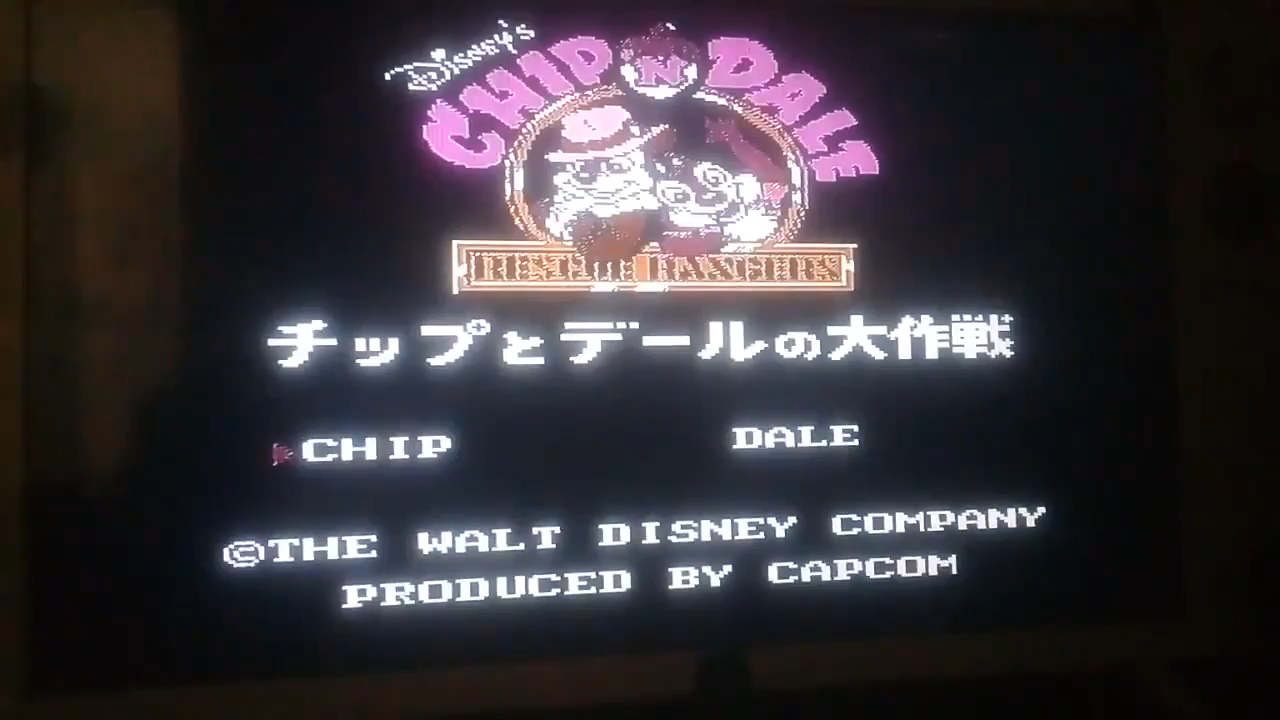 Disney's
CHIP N DALE
RESCUE RANGERS
チップとデールの大作戦
CHIP DALE
©THE WALT DISNEY COMPANY
PRODUCED BY CAPCOM